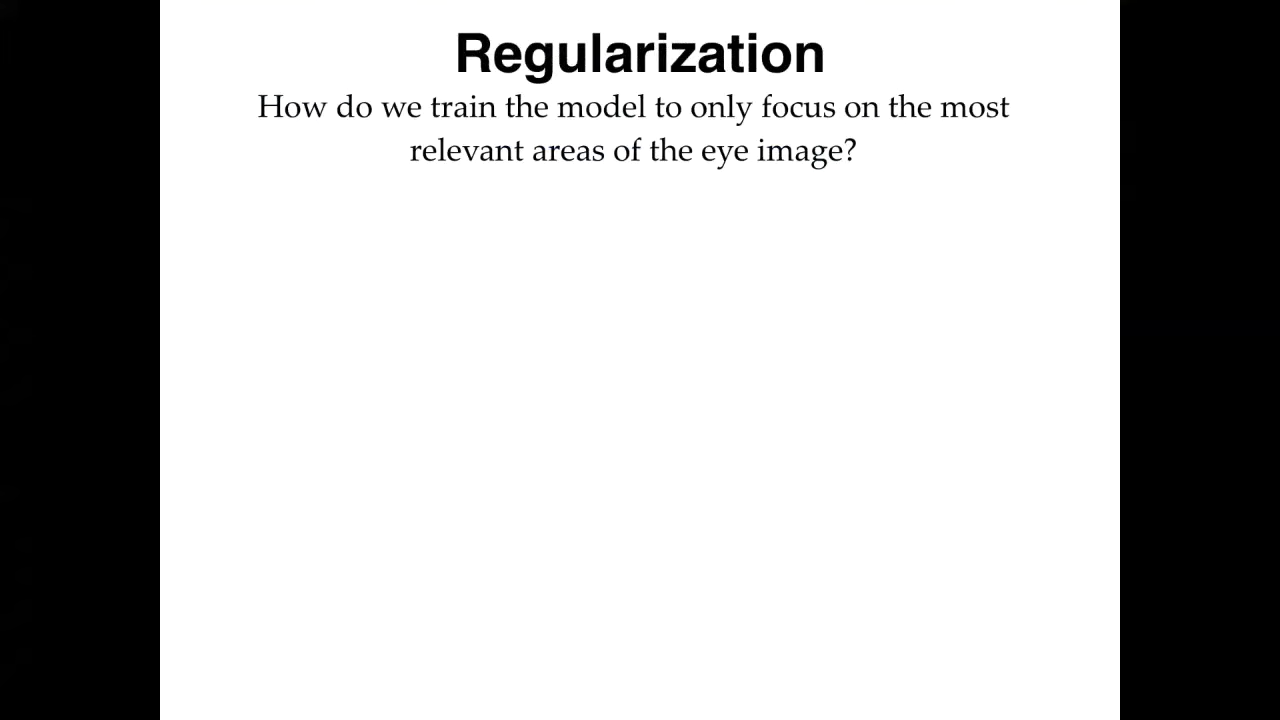 Regularization
How do we train the model to only focus on the most
relevant areas of the eye image?